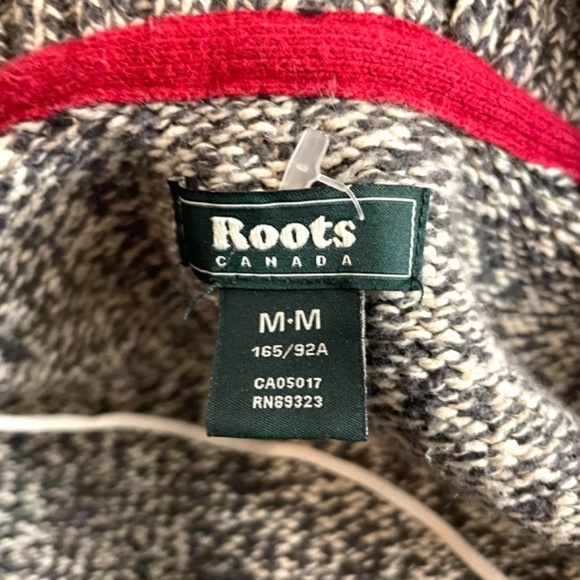 Roots
CANADA
M·M
165/92A
CA05017
RN89323